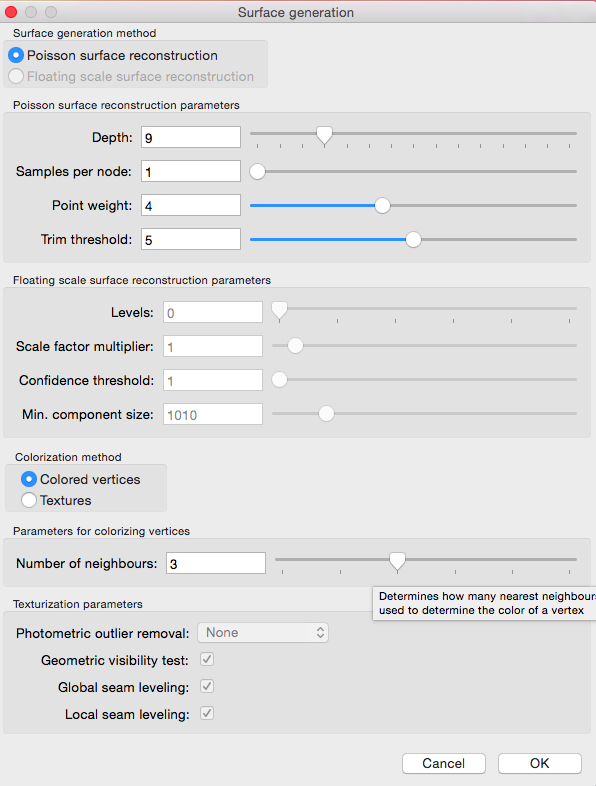 Surface generation
Surface generation method
Poisson surface reconstruction
Floating scale surface reconstruction
Poisson surface reconstruction parameters
Depth: 9
Samples per node: 1
Point weight: 4
Trim threshold: 5
Floating scale surface reconstruction parameters
Levels: 0
Scale factor multiplier: 1
Confidence threshold: 1
Min. component size: 1010
Colorization method
Colored vertices
Textures
Parameters for colorizing vertices
Number of neighbours: 3
Determines how many nearest neighbours
used to determine the color of a vertex
Texturization parameters
Photometric outlier removal: None
Geometric visibility test:
Global seam leveling:
Local seam leveling:
Cancel OK